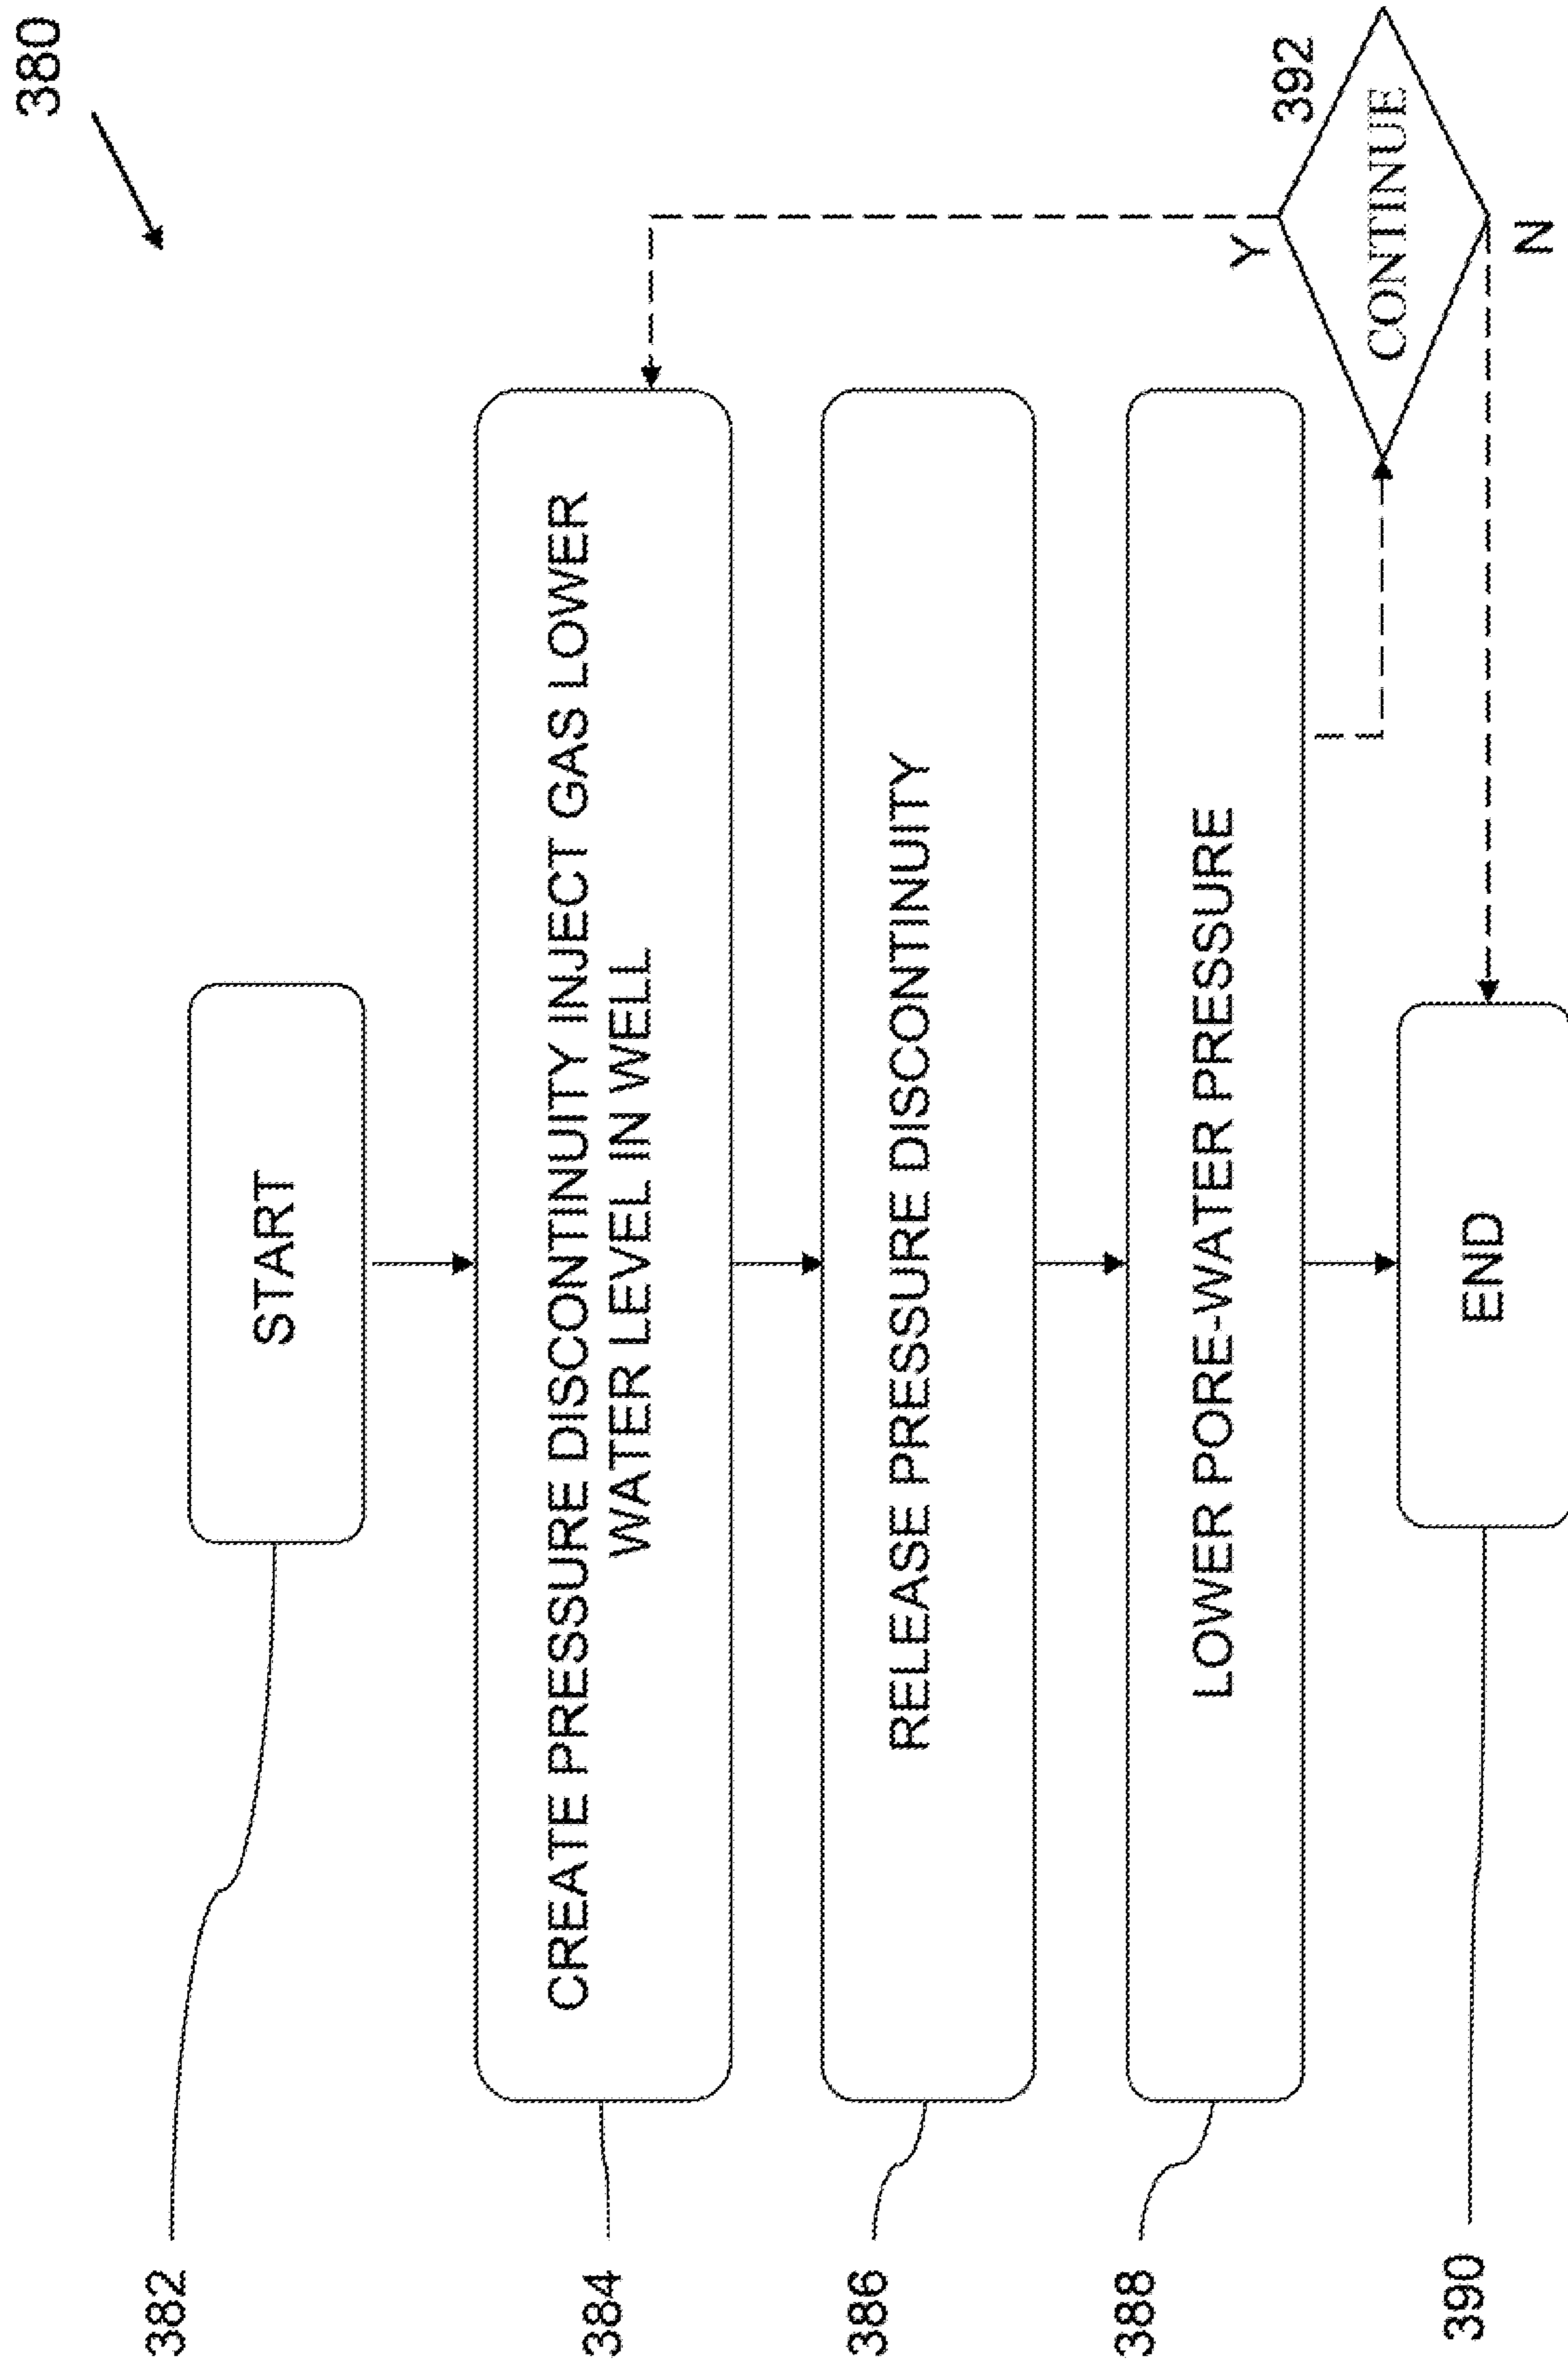 380
382
START
384
CREATE PRESSURE DISCONTINUITY INJECT GAS LOWER
WATER LEVEL IN WELL
386
RELEASE PRESSURE DISCONTINUITY
388
LOWER PORE-WATER PRESSURE
392
CONTINUE
Y
N
390
END